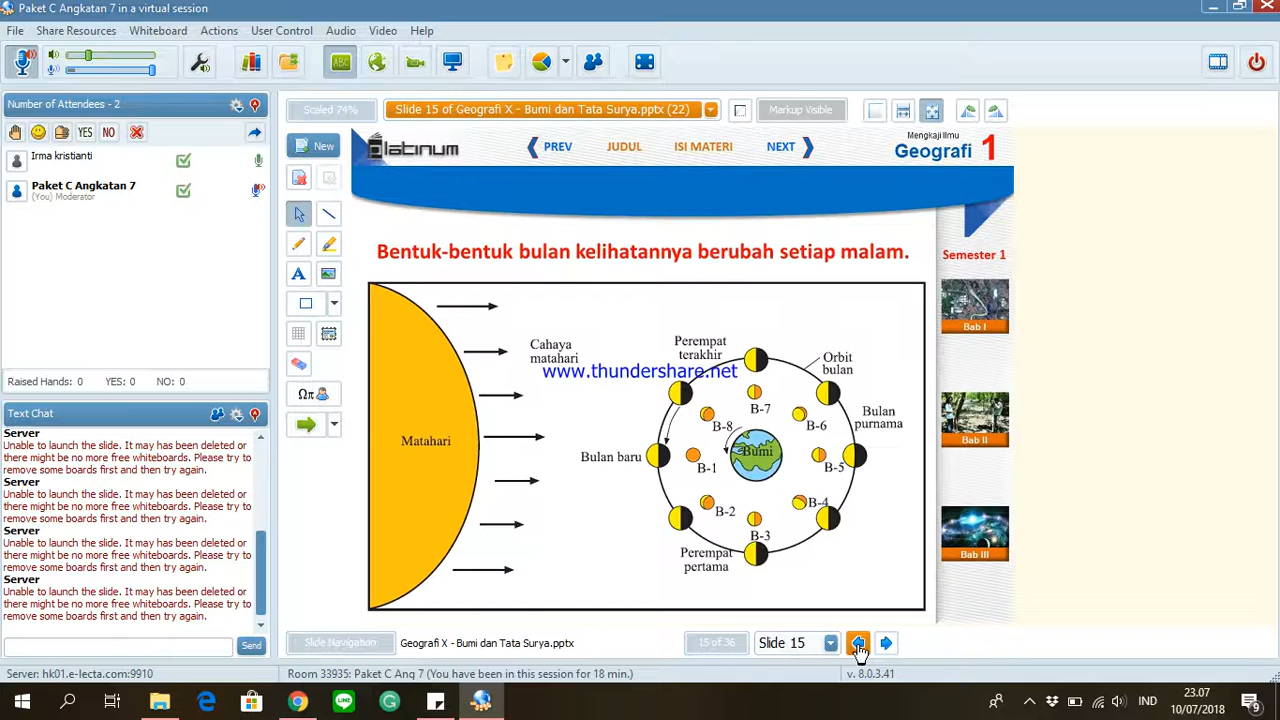 Paket C Angkatan 7 in a virtual session
File Share Resources Whiteboard Actions User Control Audio Video Help
ABC
Number of Attendees - 2
YES NO
Irma kristianti
Paket C Angkatan 7
(You) Moderator
Raised Hands: 0 YES: 0 NO: 0
Text Chat
Server
Unable to launch the slide. It may has been deleted or
there might be no more free whiteboards. Please try to
remove some boards first and then try again.
Server
Unable to launch the slide. It may has been deleted or
there might be no more free whiteboards. Please try to
remove some boards first and then try again.
Server
Unable to launch the slide. It may has been deleted or
there might be no more free whiteboards. Please try to
remove some boards first and then try again.
Server
Unable to launch the slide. It may has been deleted or
there might be no more free whiteboards. Please try to
remove some boards first and then try again.
Send
Scaled 74%
Slide 15 of Geografi X - Bumi dan Tata Surya.pptx (22)
Markup Visible
New
A
Ωπ
platinum
PREV JUDUL ISI MATERI NEXT
Mengkaji Ilmu
Geografi 1
Bentuk-bentuk bulan kelihatannya berubah setiap malam.
Semester 1
Bab I
Bab II
Bab III
Matahari
Cahaya
matahari
www.thundershare.net
Perempat
terakhir
Orbit
bulan
Bulan
purnama
Bulan baru
Perempat
pertama
Bumi
B-7
B-8
B-6
B-1
B-5
B-2
B-4
B-3
Slide Navigation
Geografi X - Bumi dan Tata Surya.pptx
15 of 36
Slide 15
Server: hk01.e-lecta.com:9910
Room 33935: Paket C Ang 7 (You have been in this session for 18 min.)
v. 8.0.3.41
IND
23.07
10/07/2018
9